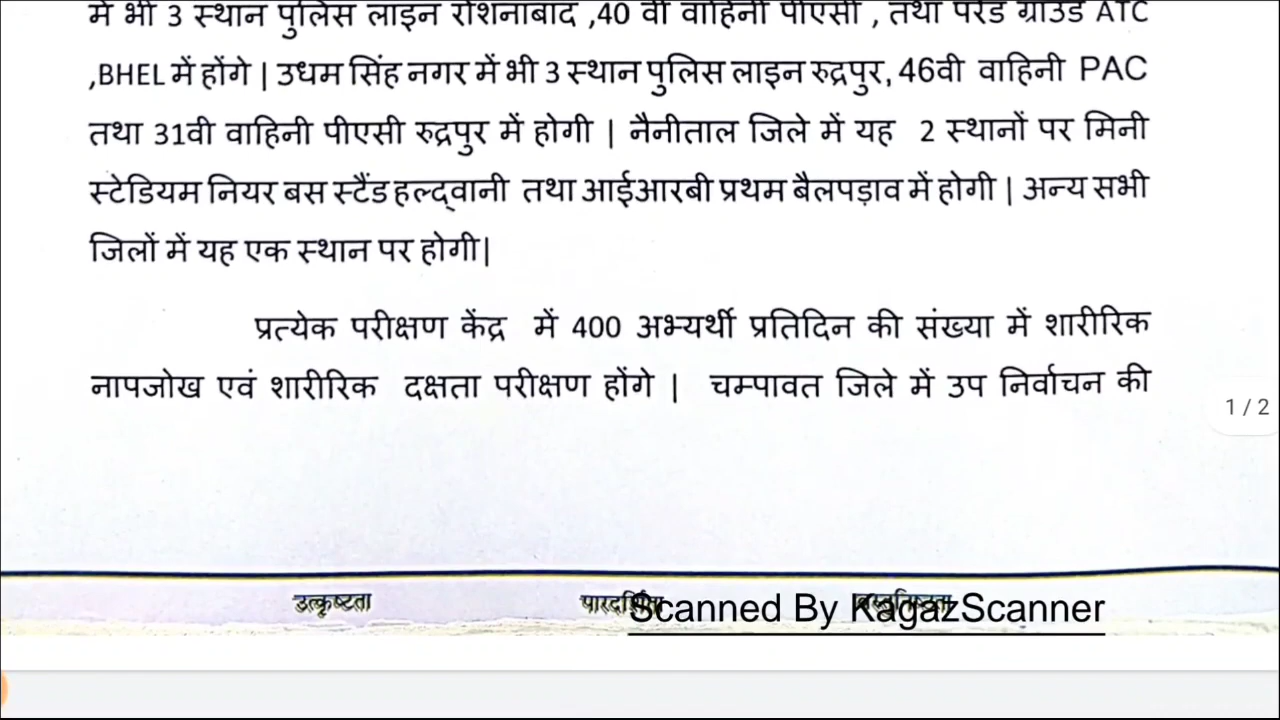 में भी 3 स्थान पुलिस लाइन रोशनाबाद ,40 वी वाहिनी पीएसी , तथा परेड ग्राउंड ATC
,BHEL में होंगे | उधम सिंह नगर में भी 3 स्थान पुलिस लाइन रुद्रपुर, 46वी वाहिनी PAC
तथा 31वी वाहिनी पीएसी रुद्रपुर में होगी | नैनीताल जिले में यह 2 स्थानों पर मिनी
स्टेडियम नियर बस स्टैंड हल्द्वानी तथा आईआरबी प्रथम बैलपड़ाव में होगी | अन्य सभी
जिलों में यह एक स्थान पर होगी|
प्रत्येक परीक्षण केंद्र में 400 अभ्यर्थी प्रतिदिन की संख्या में शारीरिक
नापजोख एवं शारीरिक दक्षता परीक्षण होंगे | चम्पावत जिले में उप निर्वाचन की
1 / 2
उत्कृष्टता
Scanned By KagazScanner